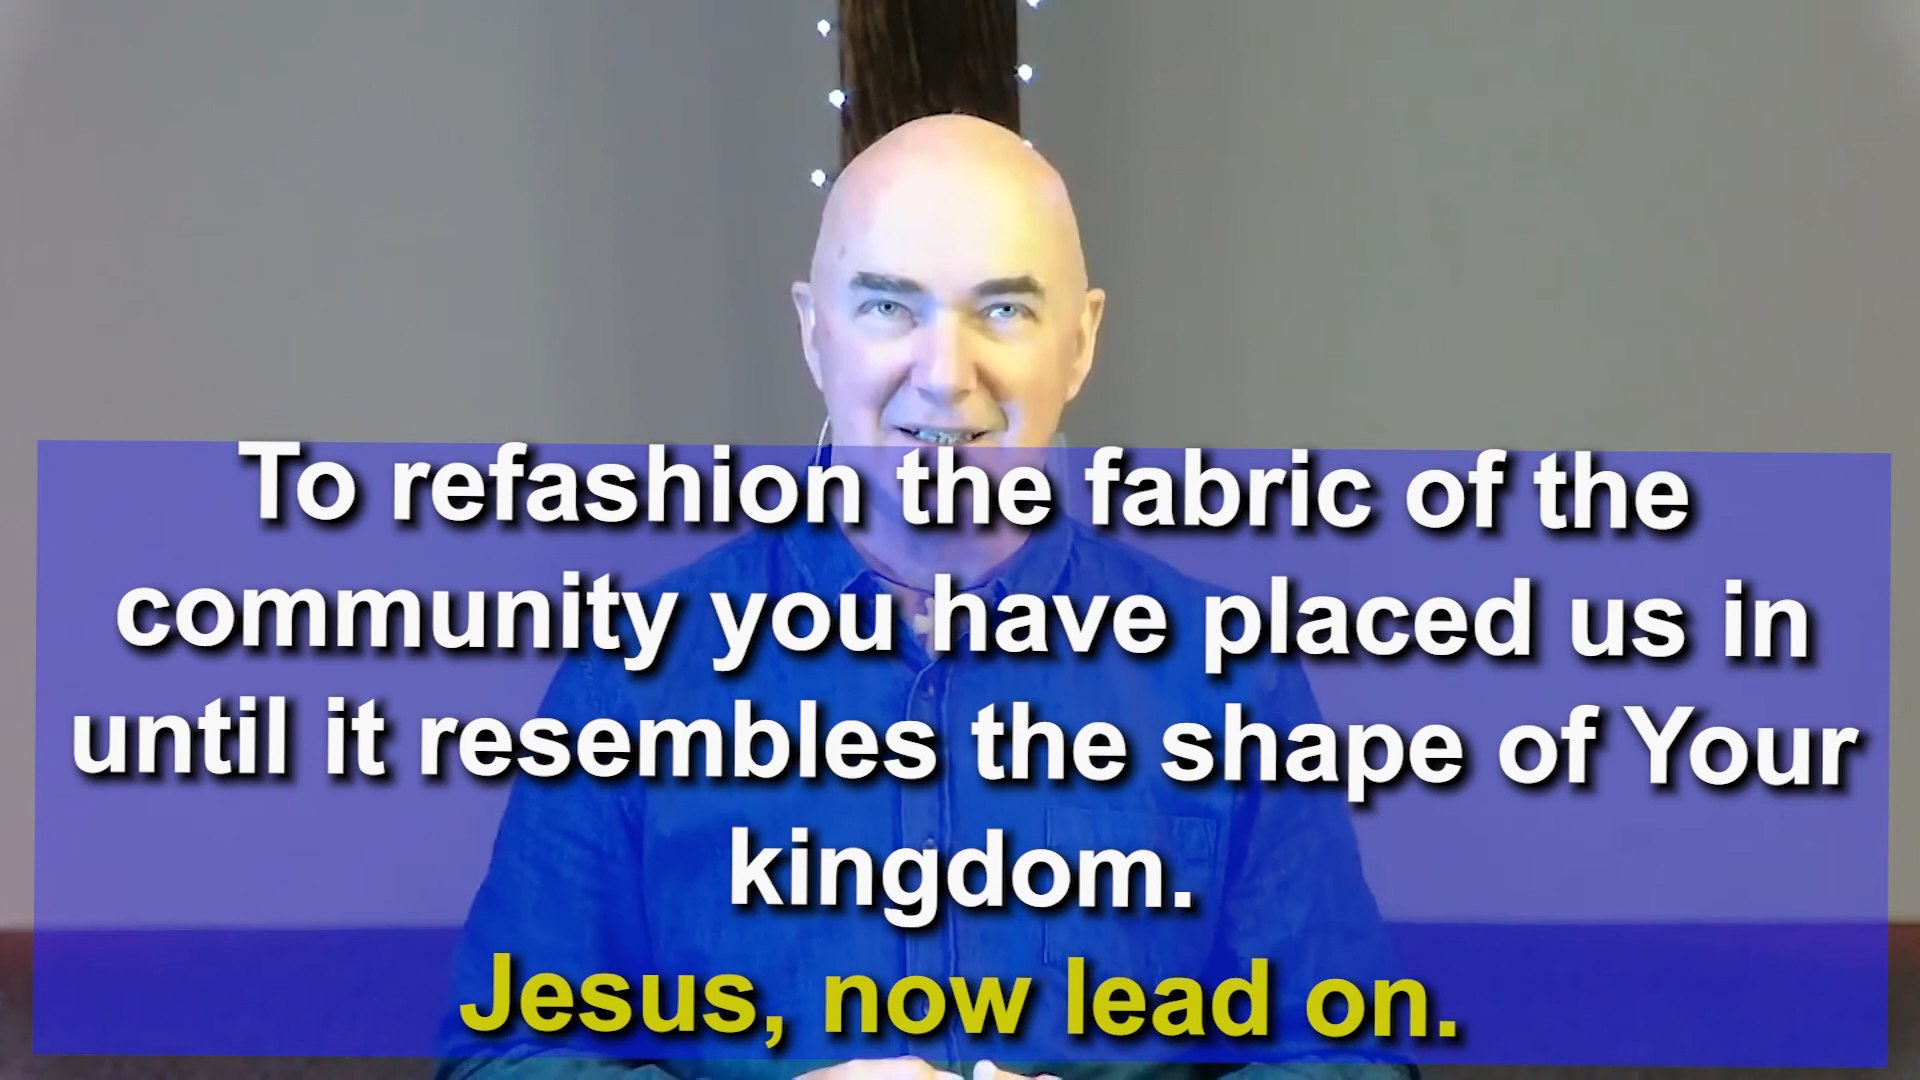 To refashion the fabric of the
community you have placed us in
until it resembles the shape of Your
kingdom.
Jesus, now lead on.